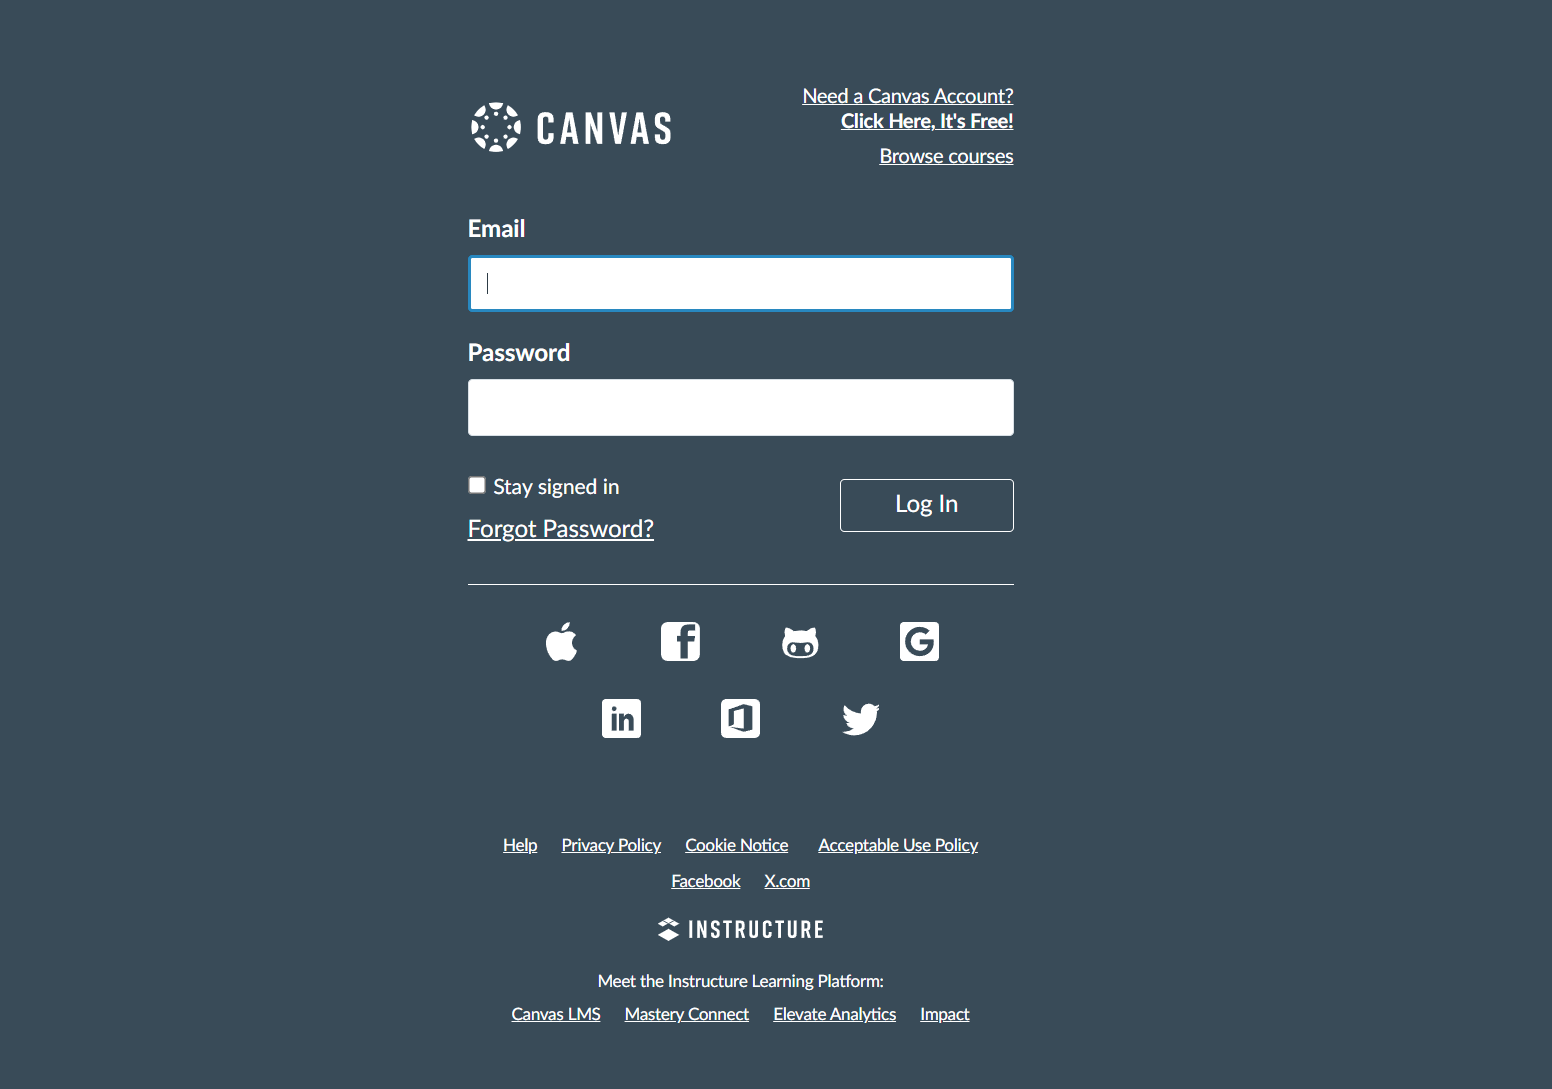 CANVAS
Need a Canvas Account?
Click Here, It's Free!
Browse courses
Email
Password
Stay signed in
Log In
Forgot Password?
Help Privacy Policy Cookie Notice Acceptable Use Policy
Facebook X.com
INSTRUCTURE
Meet the Instructure Learning Platform:
Canvas LMS Mastery Connect Elevate Analytics Impact